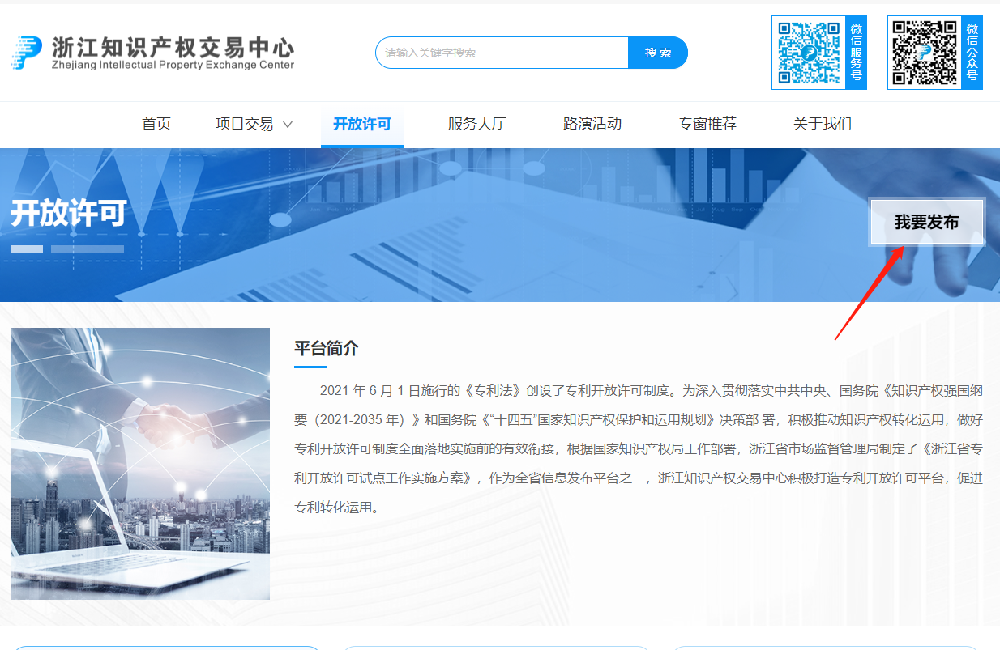 浙江知识产权交易中心
Zhejiang Intellectual Property Exchange Center
请输入关键字搜索
搜 索
微信服务号
微信公众号
首页
项目交易
开放许可
服务大厅
路演活动
专窗推荐
关于我们
开放许可
我要发布
平台简介
2021 年 6 月 1 日施行的《专利法》创设了专利开放许可制度。为深入贯彻落实中共中央、国务院《知识产权强国纲
要（2021-2035 年）》和国务院《“十四五”国家知识产权保护和运用规划》决策部 署，积极推动知识产权转化运用，做好
专利开放许可制度全面落地实施前的有效衔接，根据国家知识产权局工作部署，浙江省市场监督管理局制定了《浙江省专
利开放许可试点工作实施方案》，作为全省信息发布平台之一，浙江知识产权交易中心积极打造专利开放许可平台，促进
专利转化运用。